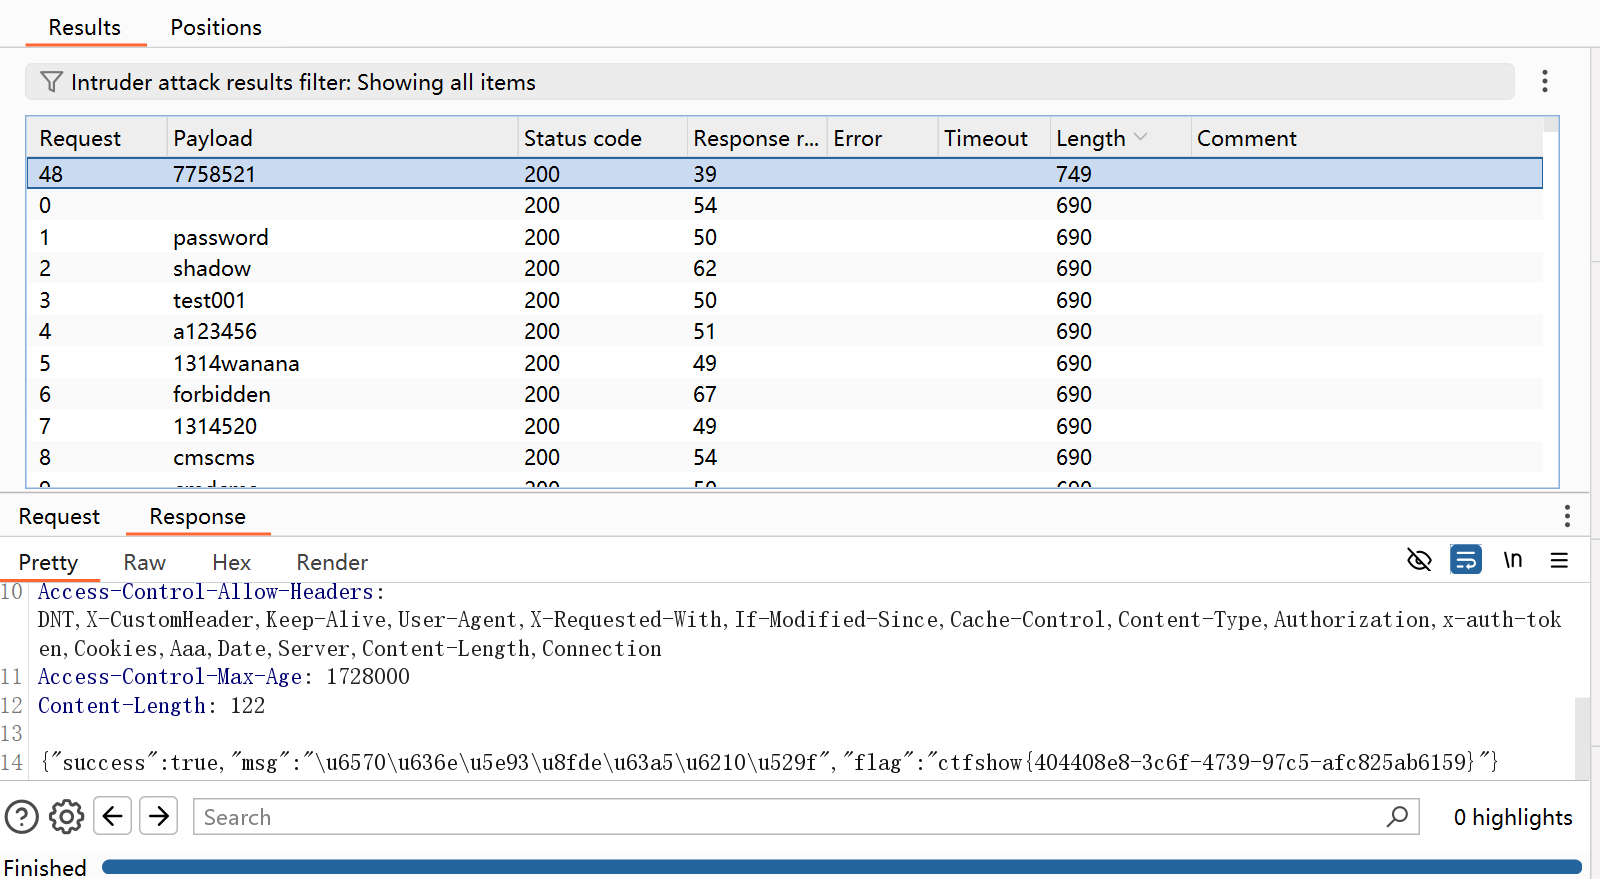 Results Positions
Intruder attack results filter: Showing all items
Request Payload Status code Response r... Error Timeout Length Comment
48 7758521 200 39 749
0 200 54 690
1 password 200 50 690
2 shadow 200 62 690
3 test001 200 50 690
4 a123456 200 51 690
5 1314wanana 200 49 690
6 forbidden 200 67 690
7 1314520 200 49 690
8 cmscms 200 54 690
Request Response
Pretty Raw Hex Render \n
10 Access-Control-Allow-Headers:
DNT,X-CustomHeader,Keep-Alive,User-Agent,X-Requested-With,If-Modified-Since,Cache-Control,Content-Type,Authorization,x-auth-tok
en,Cookies,Aaa,Date,Server,Content-Length,Connection
11 Access-Control-Max-Age: 1728000
12 Content-Length: 122
13
14 {"success":true,"msg":"\u6570\u636e\u5e93\u8fde\u63a5\u6210\u529f","flag":"ctfshow{404408e8-3c6f-4739-97c5-afc825ab6159}"}
Search 0 highlights
Finished